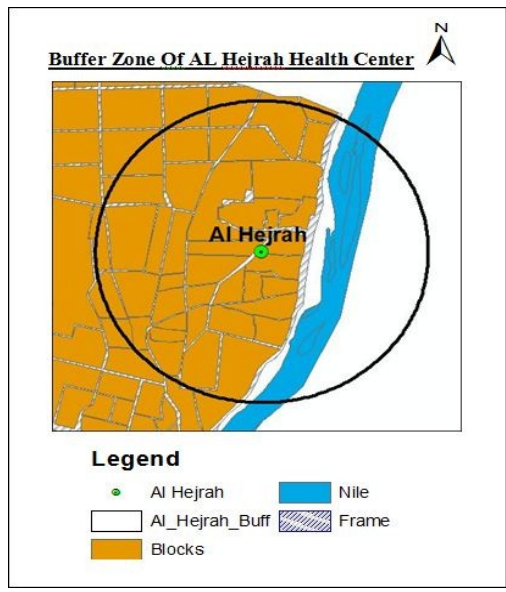 N
Buffer Zone Of AL Hejrah Health Center
Al Hejrah
Legend
Al Hejrah
Nile
Al_Hejrah_Buff
Frame
Blocks